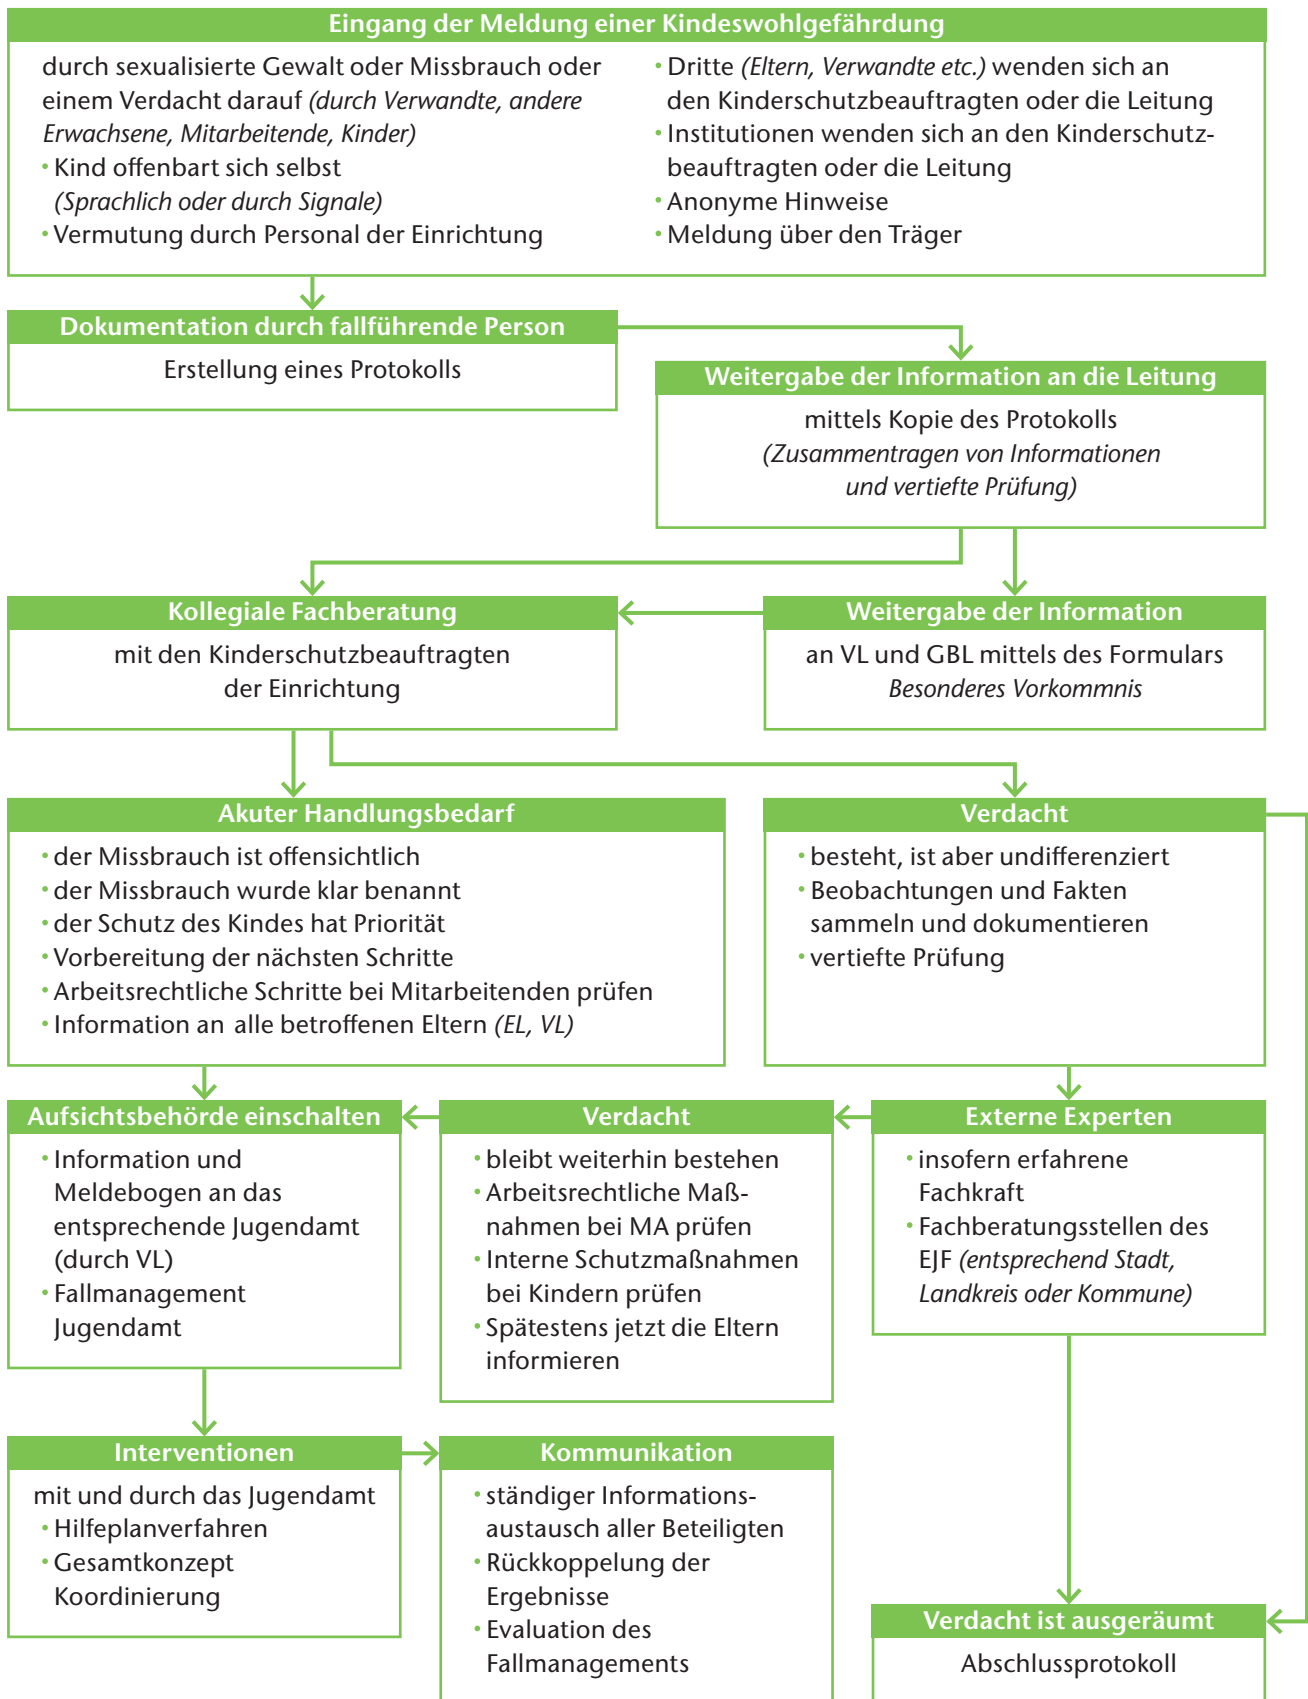 Eingang der Meldung einer Kindeswohlgefährdung
durch sexualisierte Gewalt oder Missbrauch oder
einem Verdacht darauf (durch Verwandte, andere
Erwachsene, Mitarbeitende, Kinder)
• Kind offenbart sich selbst
(Sprachlich oder durch Signale)
• Vermutung durch Personal der Einrichtung
• Dritte (Eltern, Verwandte etc.) wenden sich an
den Kinderschutzbeauftragten oder die Leitung
• Institutionen wenden sich an den Kinderschutz-
beauftragten oder die Leitung
• Anonyme Hinweise
• Meldung über den Träger
Dokumentation durch fallführende Person
Erstellung eines Protokolls
Weitergabe der Information an die Leitung
mittels Kopie des Protokolls
(Zusammentragen von Informationen
und vertiefte Prüfung)
Kollegiale Fachberatung
mit den Kinderschutzbeauftragten
der Einrichtung
Weitergabe der Information
an VL und GBL mittels des Formulars
Besonderes Vorkommnis
Akuter Handlungsbedarf
• der Missbrauch ist offensichtlich
• der Missbrauch wurde klar benannt
• der Schutz des Kindes hat Priorität
• Vorbereitung der nächsten Schritte
• Arbeitsrechtliche Schritte bei Mitarbeitenden prüfen
• Information an alle betroffenen Eltern (EL, VL)
Verdacht
• besteht, ist aber undifferenziert
• Beobachtungen und Fakten
sammeln und dokumentieren
• vertiefte Prüfung
Aufsichtsbehörde einschalten
• Information und
Meldebogen an das
entsprechende Jugendamt
(durch VL)
• Fallmanagement
Jugendamt
Verdacht
• bleibt weiterhin bestehen
• Arbeitsrechtliche Maß-
nahmen bei MA prüfen
• Interne Schutzmaßnahmen
bei Kindern prüfen
• Spätestens jetzt die Eltern
informieren
Externe Experten
• insofern erfahrene
Fachkraft
• Fachberatungsstellen des
EJF (entsprechend Stadt,
Landkreis oder Kommune)
Interventionen
mit und durch das Jugendamt
• Hilfeplanverfahren
• Gesamtkonzept
Koordinierung
Kommunikation
• ständiger Informations-
austausch aller Beteiligten
• Rückkoppelung der
Ergebnisse
• Evaluation des
Fallmanagements
Verdacht ist ausgeräumt
Abschlussprotokoll